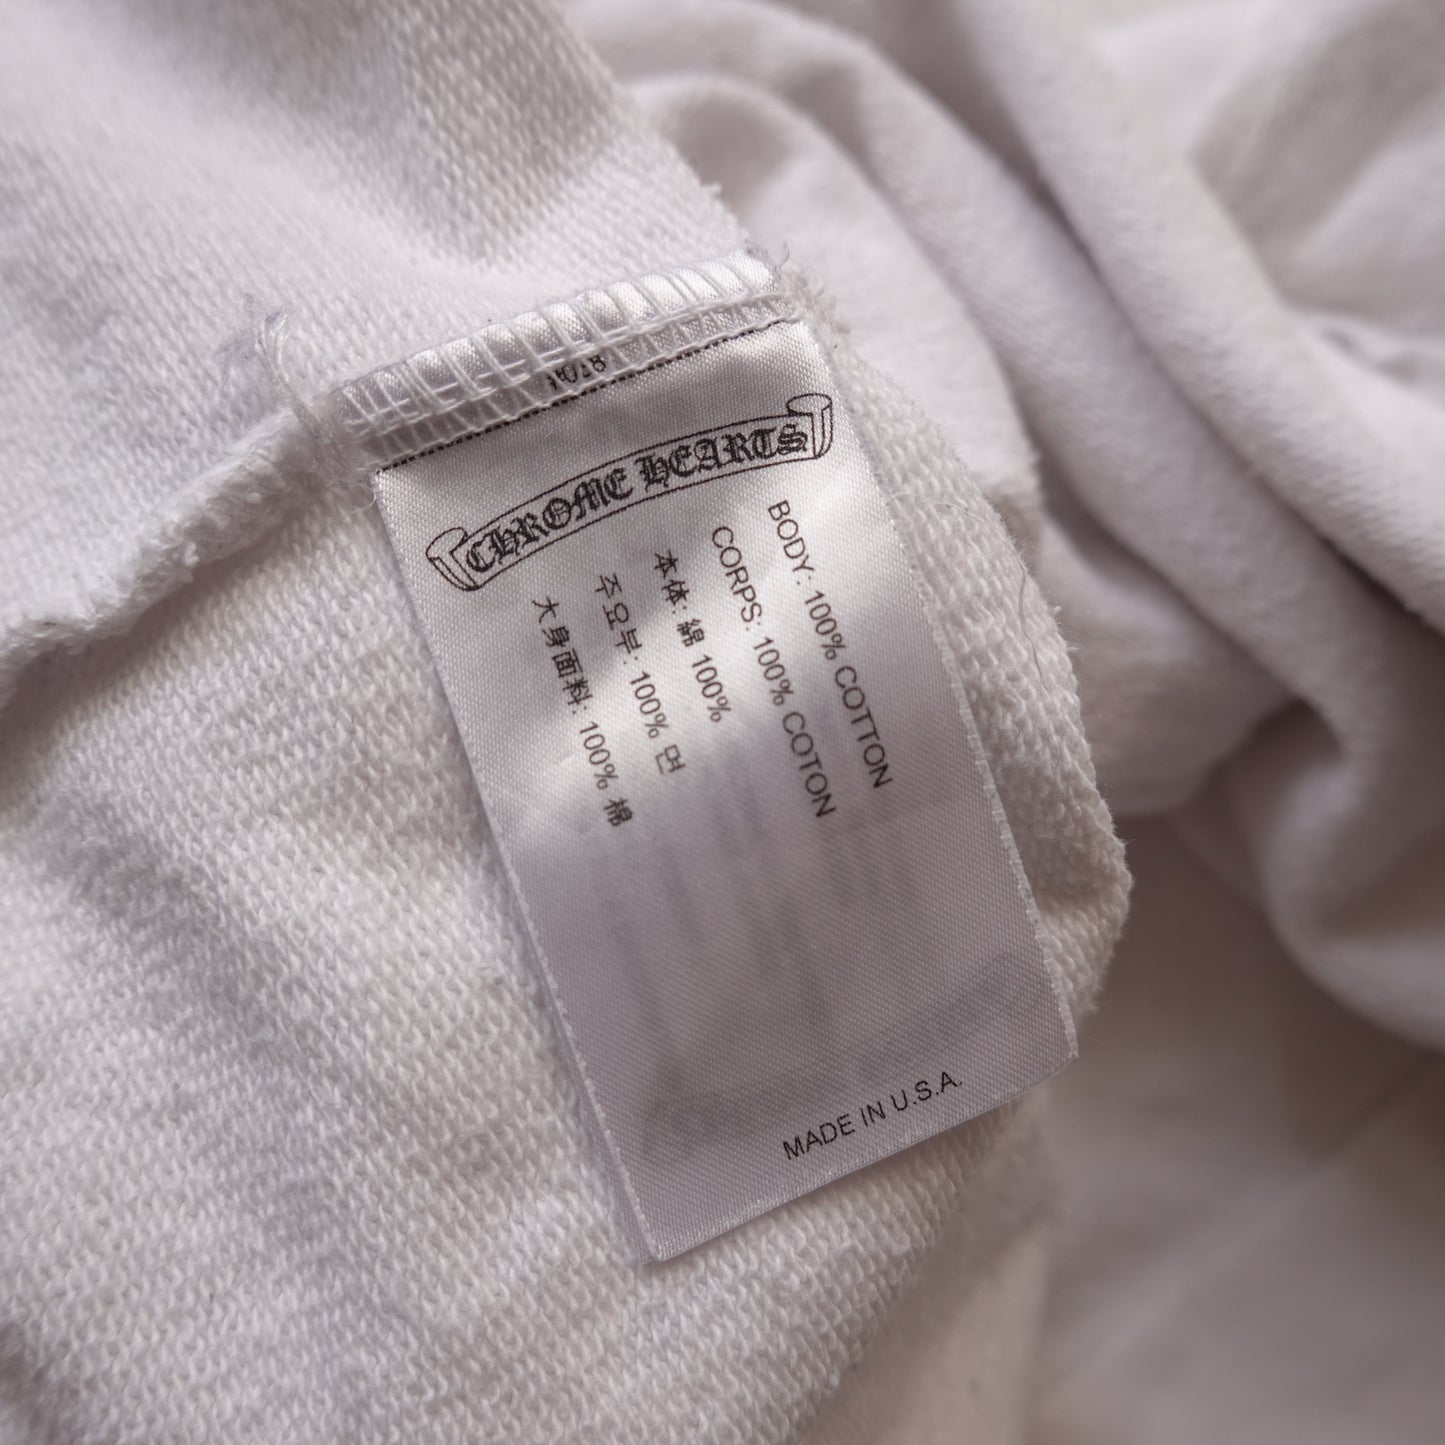 CHROME HEARTS
BODY: 100% COTTON
CORPS: 100% COTON
本体: 綿 100%
주요부: 100% 면
大身面料: 100% 棉
MADE IN U.S.A.